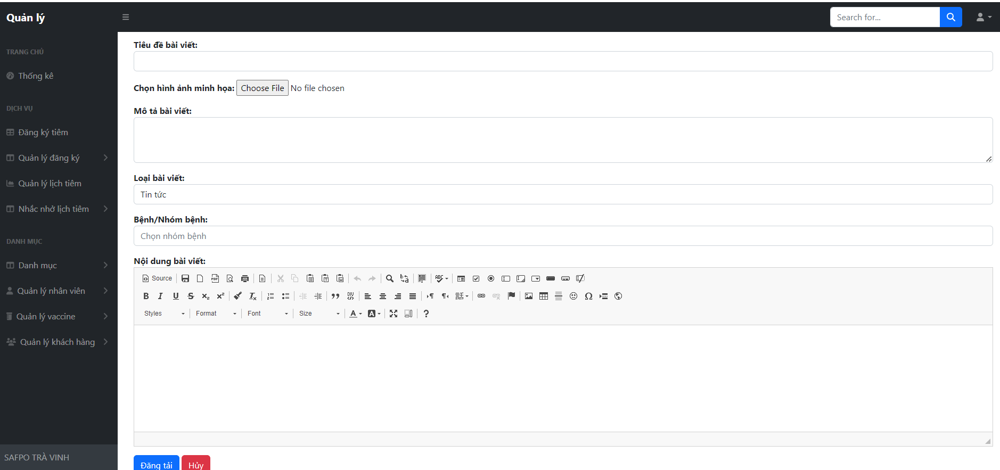 Quản lý
Search for...
TRANG CHỦ
Thống kê
DỊCH VỤ
Đăng ký tiêm
Quản lý đăng ký
Quản lý lịch tiêm
Nhắc nhở lịch tiêm
DANH MỤC
Danh mục
Quản lý nhân viên
Quản lý vaccine
Quản lý khách hàng
SAFPO TRÀ VINH
Tiêu đề bài viết:
Chọn hình ảnh minh họa: Choose File No file chosen
Mô tả bài viết:
Loại bài viết:
Tin tức
Bệnh/Nhóm bệnh:
Chọn nhóm bệnh
Nội dung bài viết:
Source
Styles Format Font Size
Đăng tải Hủy